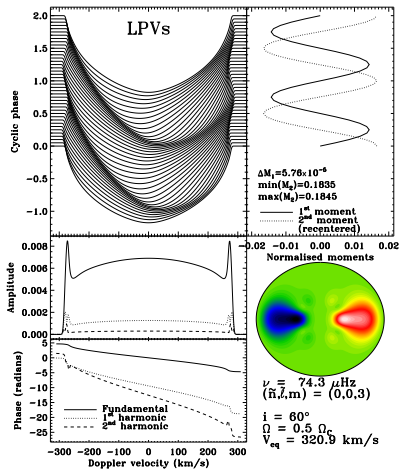 LPVs
2.0
1.5
1.0
0.5
0.0
−0.5
−1.0
Cyclic phase
ΔM₁=5.76×10⁻⁶
min(M₂)=0.1835
max(M₂)=0.1845
1ˢᵗ moment
2ⁿᵈ moment
(recentered)
−0.02 −0.01 0.00 0.01 0.02
Normalised moments
0.008
0.006
0.004
0.002
0.000
Amplitude
5
0
−5
−10
−15
−20
−25
Phase (radians)
Fundamental
1ˢᵗ harmonic
2ⁿᵈ harmonic
−300 −200 −100 0 100 200 300
Doppler velocity (km/s)
ν = 74.3 μHz
(ñ,l̃,m) = (0,0,3)
i = 60°
Ω = 0.5 Ω_C
V_eq = 320.9 km/s